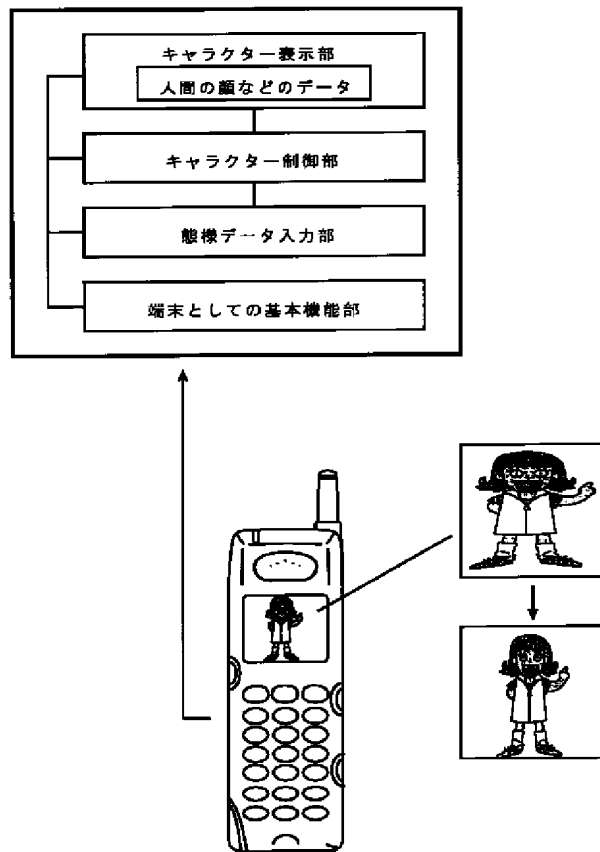 キャラクター表示部
人間の顔などのデータ
キャラクター制御部
態様データ入力部
端末としての基本機能部